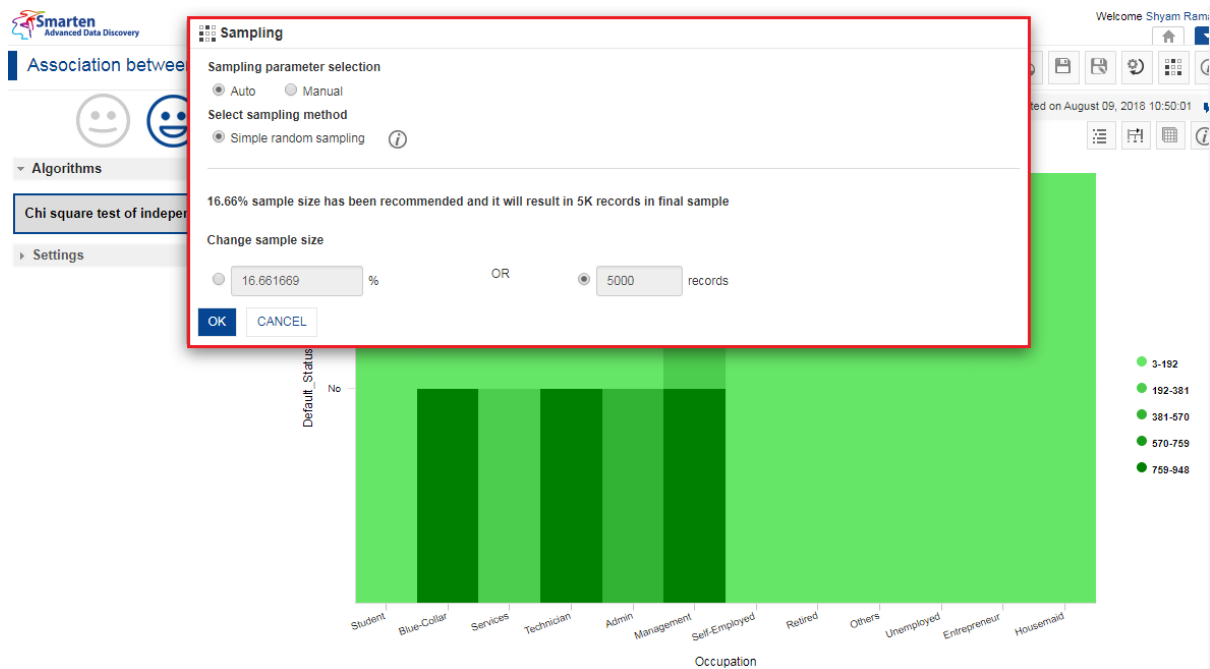 Smarten
Advanced Data Discovery
Welcome Shyam Rama
Association betwee
ted on August 09, 2018 10:50:01
Algorithms
Chi square test of indeper
Settings
Sampling
Sampling parameter selection
Auto Manual
Select sampling method
Simple random sampling
16.66% sample size has been recommended and it will result in 5K records in final sample
Change sample size
16.661669 % OR 5000 records
OK CANCEL
Default_Status
No
3-192
192-381
381-570
570-759
759-948
Student Blue-Collar Services Technician Admin Management Self-Employed Retired Others Unemployed Entrepreneur Housemaid
Occupation